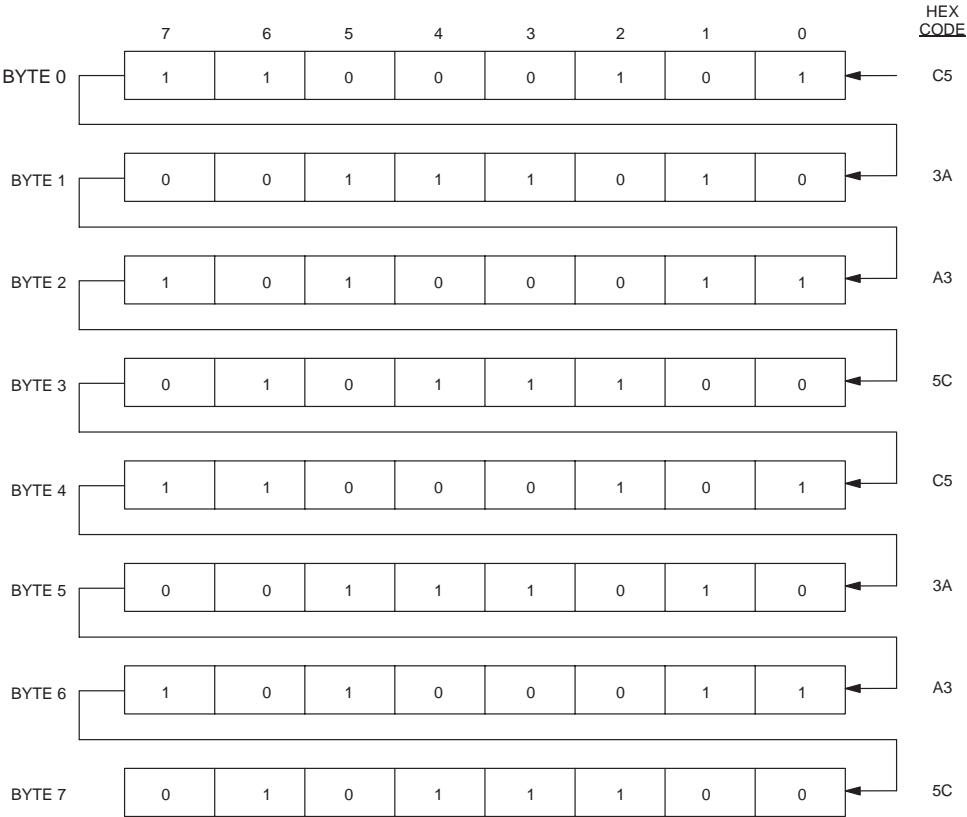 HEX
CODE
7 6 5 4 3 2 1 0
BYTE 0 1 1 0 0 0 1 0 1 C5
BYTE 1 0 0 1 1 1 0 1 0 3A
BYTE 2 1 0 1 0 0 0 1 1 A3
BYTE 3 0 1 0 1 1 1 0 0 5C
BYTE 4 1 1 0 0 0 1 0 1 C5
BYTE 5 0 0 1 1 1 0 1 0 3A
BYTE 6 1 0 1 0 0 0 1 1 A3
BYTE 7 0 1 0 1 1 1 0 0 5C